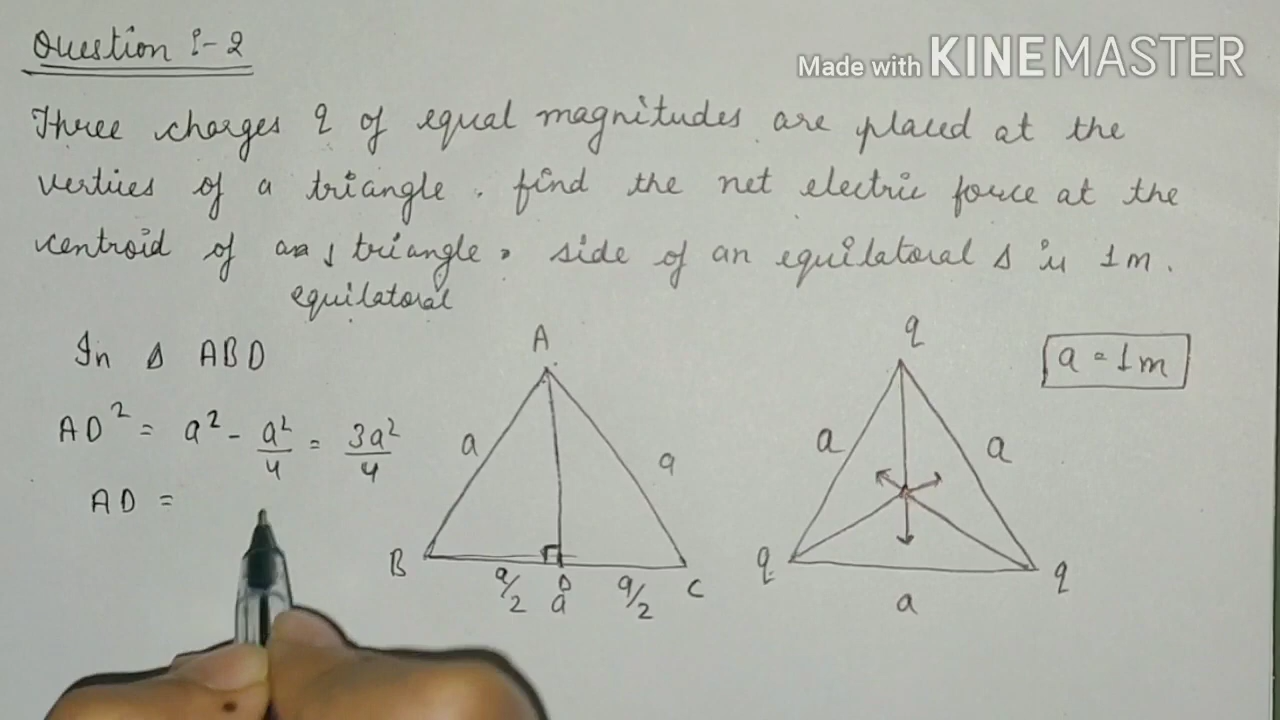 Question :- 2
Made with KINEMASTER
Three charges q of equal magnitudes are placed at the
vertices of a triangle. find the net electric force at the
centroid of an triangle. side of an equilatoral Δ is 1m.
equilatoral
In Δ ABD
AD² = a² - a²/4 = 3a²/4
AD =
A
a
a
B
a/2
D
a
a/2
C
q
a
a
q
a
q
a = 1m